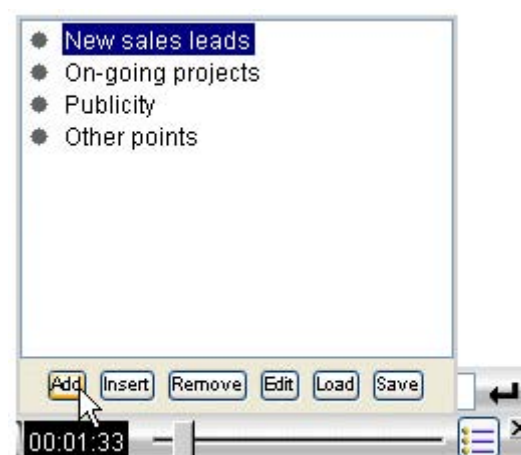 New sales leads
On-going projects
Publicity
Other points
Add Insert Remove Edit Load Save
00:01:33